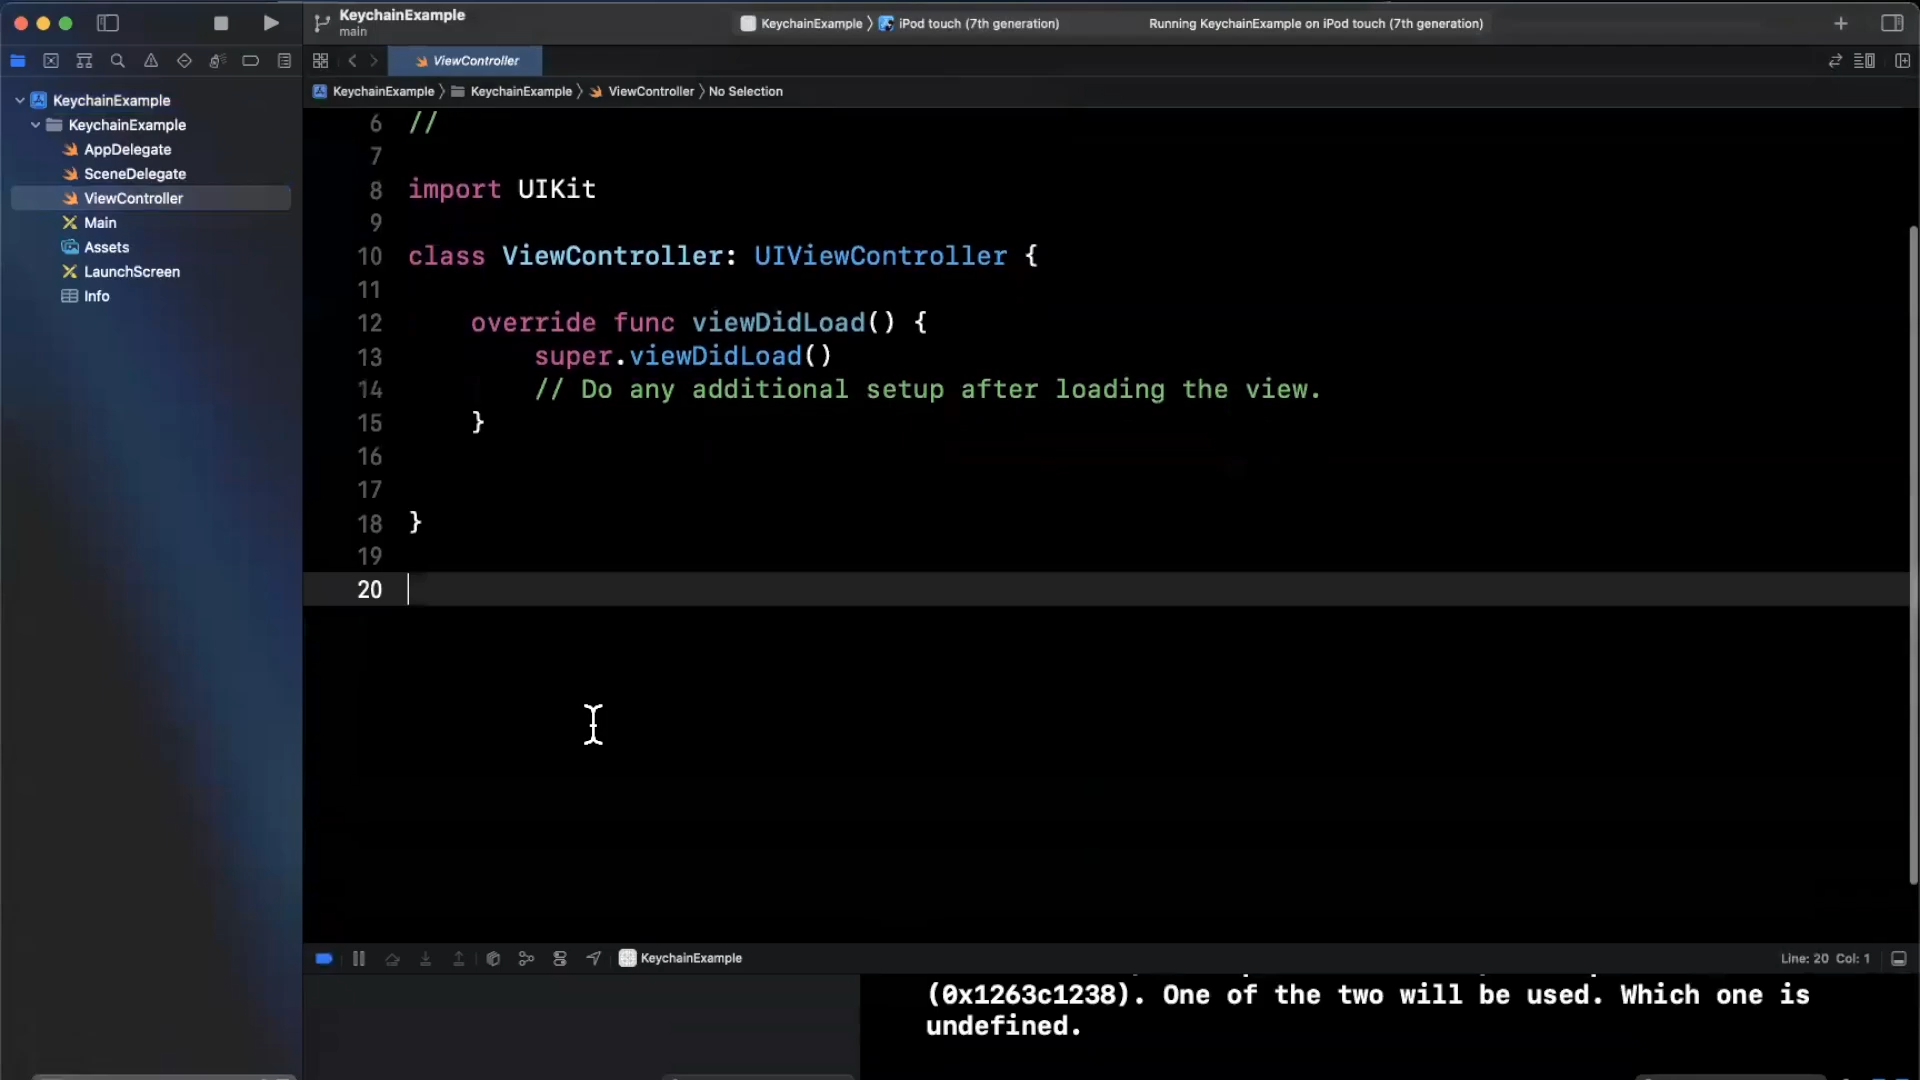 KeychainExample
main
KeychainExample 〉 iPod touch (7th generation)
Running KeychainExample on iPod touch (7th generation)
ViewController
KeychainExample 〉 KeychainExample 〉 ViewController 〉 No Selection
KeychainExample
KeychainExample
AppDelegate
SceneDelegate
ViewController
Main
Assets
LaunchScreen
Info
6 //
7
8 import UIKit
9
10 class ViewController: UIViewController {
11
12 override func viewDidLoad() {
13 super.viewDidLoad()
14 // Do any additional setup after loading the view.
15 }
16
17
18 }
19
20
KeychainExample
Line: 20 Col: 1
(0x1263c1238). One of the two will be used. Which one is
undefined.